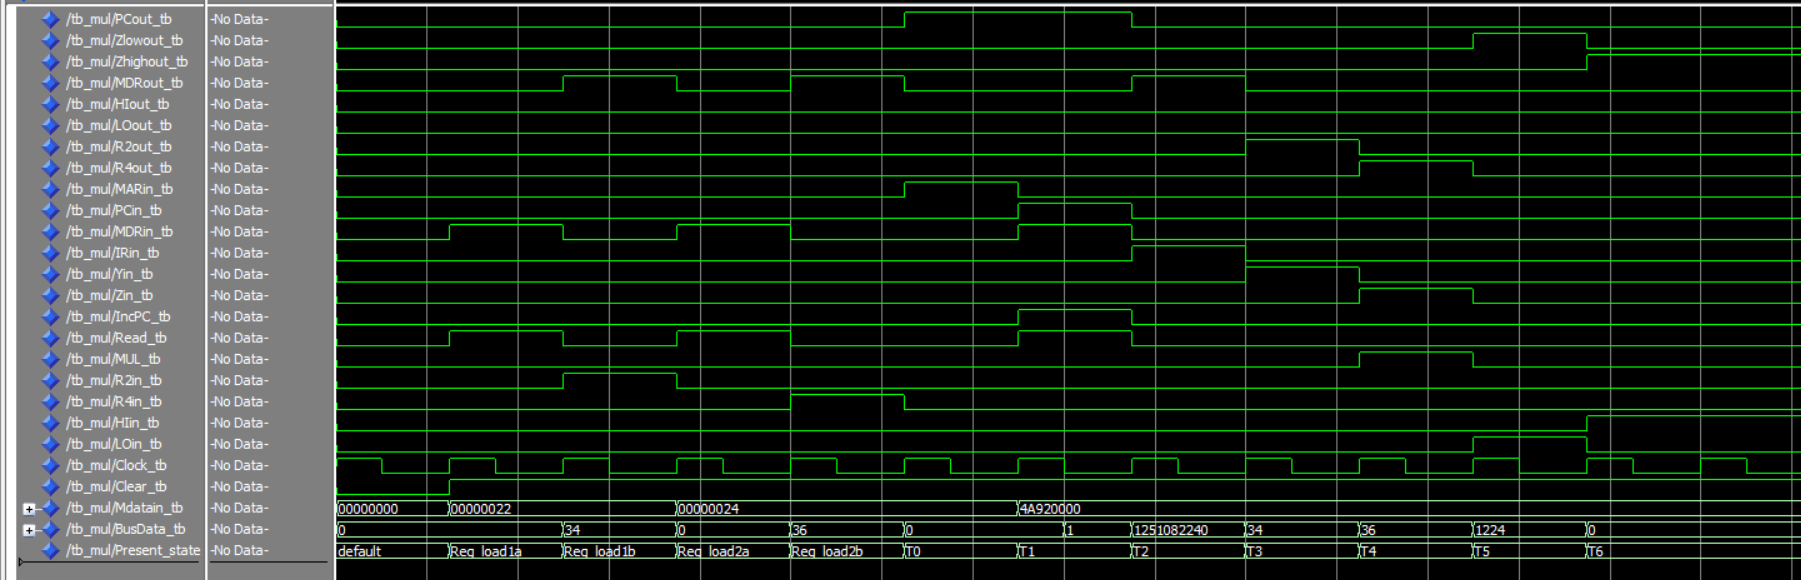 /tb_mul/PCout_tb -No Data-
/tb_mul/Zlowout_tb -No Data-
/tb_mul/Zhighout_tb -No Data-
/tb_mul/MDRout_tb -No Data-
/tb_mul/HIout_tb -No Data-
/tb_mul/LOout_tb -No Data-
/tb_mul/R2out_tb -No Data-
/tb_mul/R4out_tb -No Data-
/tb_mul/MARin_tb -No Data-
/tb_mul/PCin_tb -No Data-
/tb_mul/MDRin_tb -No Data-
/tb_mul/IRin_tb -No Data-
/tb_mul/Yin_tb -No Data-
/tb_mul/Zin_tb -No Data-
/tb_mul/IncPC_tb -No Data-
/tb_mul/Read_tb -No Data-
/tb_mul/MUL_tb -No Data-
/tb_mul/R2in_tb -No Data-
/tb_mul/R4in_tb -No Data-
/tb_mul/HIin_tb -No Data-
/tb_mul/LOin_tb -No Data-
/tb_mul/Clock_tb -No Data-
/tb_mul/Clear_tb -No Data-
/tb_mul/Mdatain_tb -No Data- 00000000 00000022 00000024 4A920000
/tb_mul/BusData_tb -No Data- 0 34 0 36 0 1 1251082240 34 36 1224 0
/tb_mul/Present_state -No Data- default Reg_load1a Reg_load1b Reg_load2a Reg_load2b T0 T1 T2 T3 T4 T5 T6